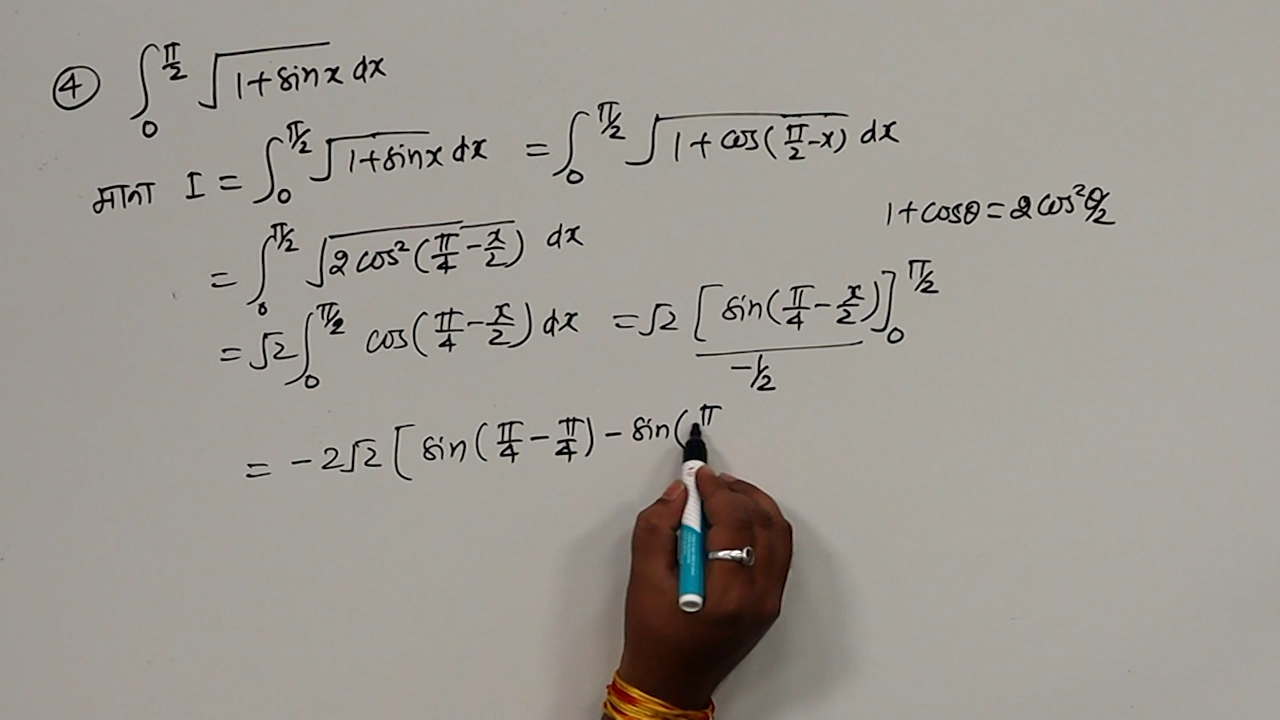 ④ ∫₀^{π/2} √(1+sinx) dx
माना I = ∫₀^{π/2} √(1+sinx) dx = ∫₀^{π/2} √(1+cos(π/2-x)) dx
1+cosθ=2cos²θ/2
= ∫₀^{π/2} √(2cos²(π/4-x/2)) dx
= √2 ∫₀^{π/2} cos(π/4-x/2) dx = √2 [sin(π/4-x/2)]₀^{π/2} / -1/2
= -2√2 [ sin(π/4-π/4) - sin(π